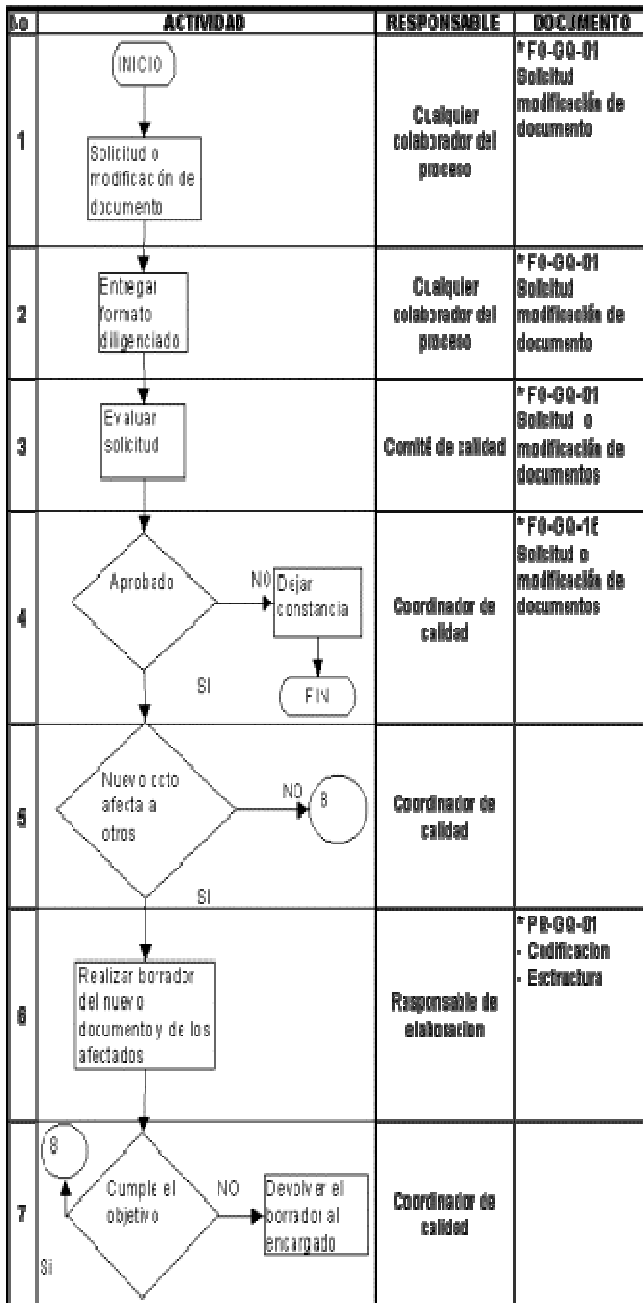 No ACTIVIDAD RESPONSABLE DOCUMENTO
1
INICIO
Solicitud o
modificación de
documento
Cualquier
colaborador del
proceso
*F0-GQ-01
Solicitud
modificación de
documento
2
Entregar
formato
diligenciado
Cualquier
colaborador del
proceso
*F0-GQ-01
Solicitud
modificación de
documento
3
Evaluar
solicitud
Comité de calidad
*F0-GQ-01
Solicitud o
modificación de
documentos
4
Aprobado
NO
Dejar
constancia
SI
FIN
Coordinador de
calidad
Solicitud o
modificación de
documentos
5
Nuevo dcto
afecta a
otros
NO
8
SI
Coordinador de
calidad
6
Realizar borrador
del nuevo
documento y de los
afectados
Responsable de
elaboracion
- Codificacion
- Esctructura
7
8
Cumple el
objetivo
NO
Devolver el
borrador al
encargado
Si
Coordinador de
calidad